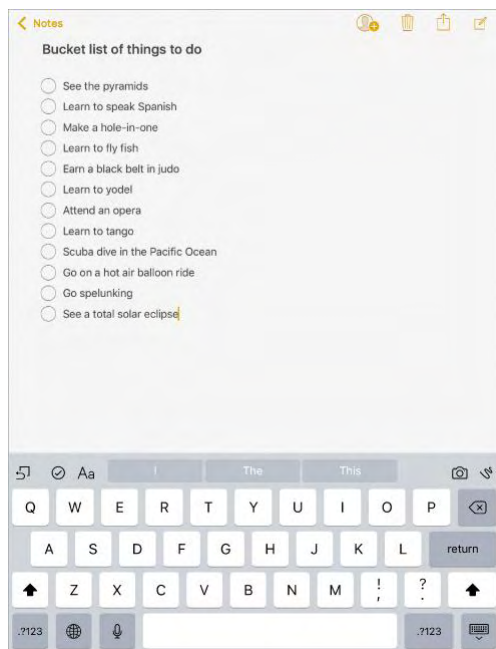 Notes
Bucket list of things to do
See the pyramids
Learn to speak Spanish
Make a hole-in-one
Learn to fly fish
Earn a black belt in judo
Learn to yodel
Attend an opera
Learn to tango
Scuba dive in the Pacific Ocean
Go on a hot air balloon ride
Go spelunking
See a total solar eclipse
Aa I The This
Q W E R T Y U I O P
A S D F G H J K L return
Z X C V B N M ! , ? .
.?123 .?123